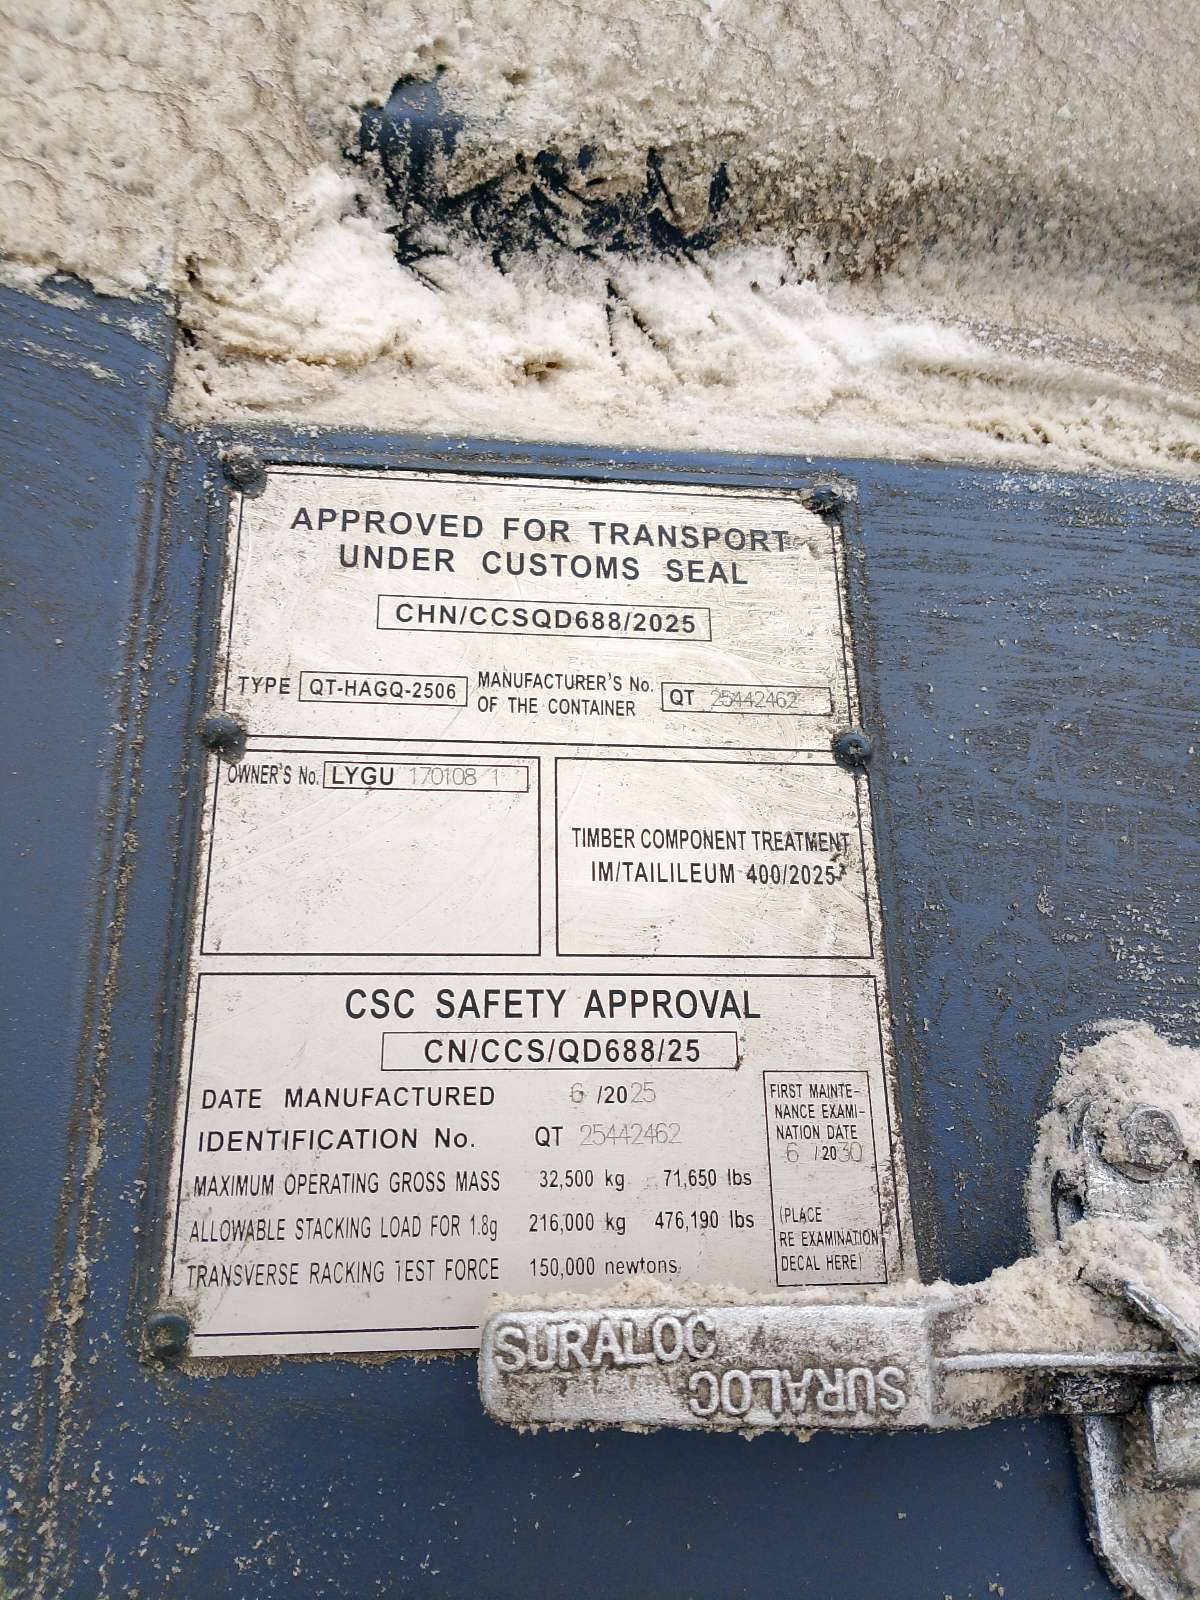 APPROVED FOR TRANSPORT
UNDER CUSTOMS SEAL
CHN/CCSQD688/2025
TYPE QT-HAGQ-2506 MANUFACTURER'S No. OF THE CONTAINER QT 25442462
OWNER'S No. LYGU 170108 1
TIMBER COMPONENT TREATMENT
IM/TAILILEUM 400/2025
CSC SAFETY APPROVAL
CN/CCS/QD688/25
DATE MANUFACTURED 6 /2025
IDENTIFICATION No. QT 25442462
MAXIMUM OPERATING GROSS MASS 32,500 kg 71,650 lbs
ALLOWABLE STACKING LOAD FOR 1.8g 216,000 kg 476,190 lbs
TRANSVERSE RACKING TEST FORCE 150,000 newtons
FIRST MAINTE-
NANCE EXAMI-
NATION DATE
6 /2030
(PLACE
RE EXAMINATION
DECAL HERE)
SURALOC
SURALOC